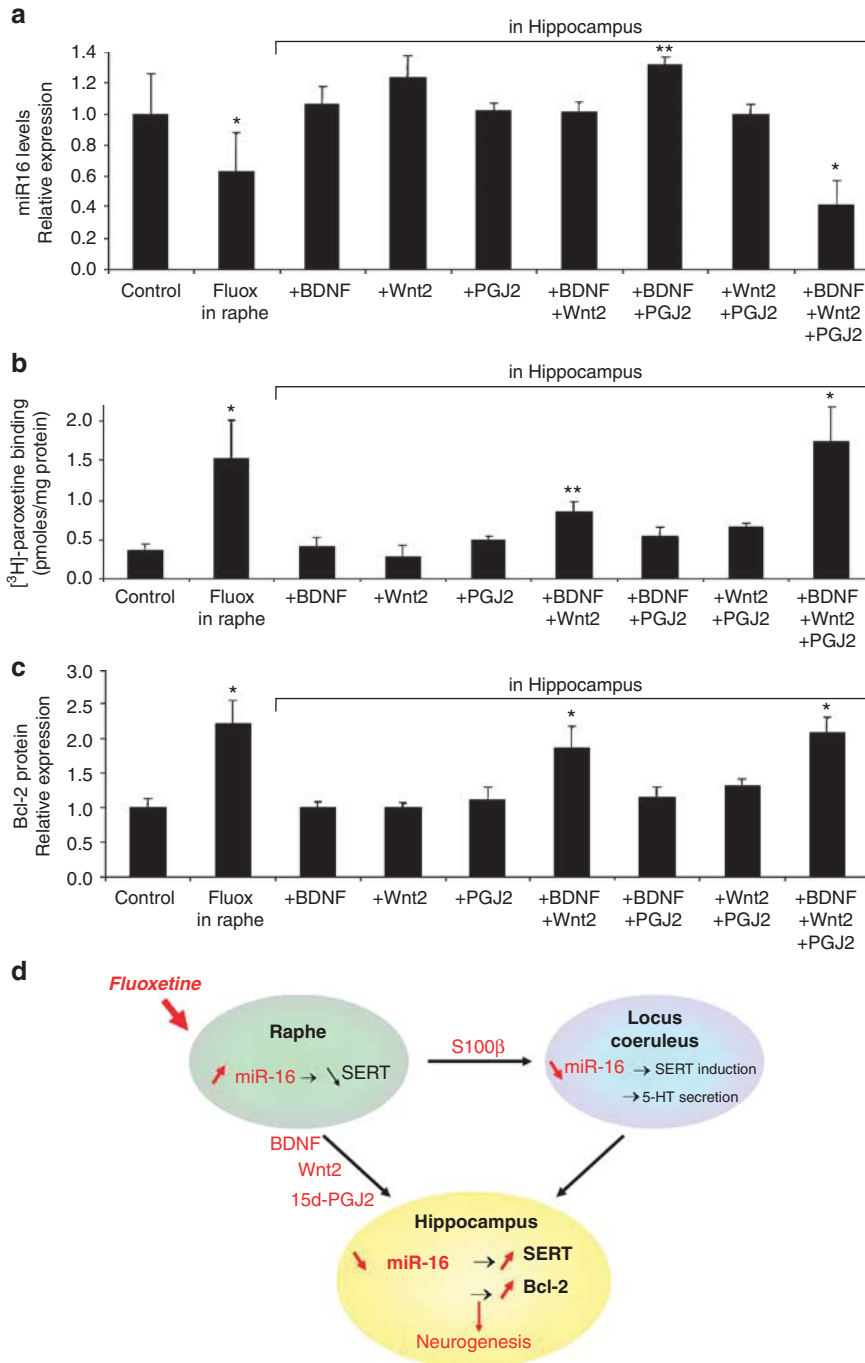 a
in Hippocampus
miR16 levels
Relative expression
1.4
1.2
1.0
0.8
0.6
0.4
0.2
0.0
*
**
*
Control
Fluox
in raphe
+BDNF
+Wnt2
+PGJ2
+BDNF
+Wnt2
+BDNF
+PGJ2
+Wnt2
+PGJ2
+BDNF
+Wnt2
+PGJ2
b
in Hippocampus
[³H]-paroxetine binding
(pmoles/mg protein)
2.0
1.5
1.0
0.5
0.0
*
**
*
Control
Fluox
in raphe
+BDNF
+Wnt2
+PGJ2
+BDNF
+Wnt2
+BDNF
+PGJ2
+Wnt2
+PGJ2
+BDNF
+Wnt2
+PGJ2
c
in Hippocampus
Bcl-2 protein
Relative expression
3.0
2.5
2.0
1.5
1.0
0.5
0.0
*
*
*
Control
Fluox
in raphe
+BDNF
+Wnt2
+PGJ2
+BDNF
+Wnt2
+BDNF
+PGJ2
+Wnt2
+PGJ2
+BDNF
+Wnt2
+PGJ2
d
Fluoxetine
Raphe
miR-16 → SERT
S100β
Locus
coeruleus
miR-16 → SERT induction
→ 5-HT secretion
BDNF
Wnt2
15d-PGJ2
Hippocampus
miR-16 → SERT
→ Bcl-2
Neurogenesis